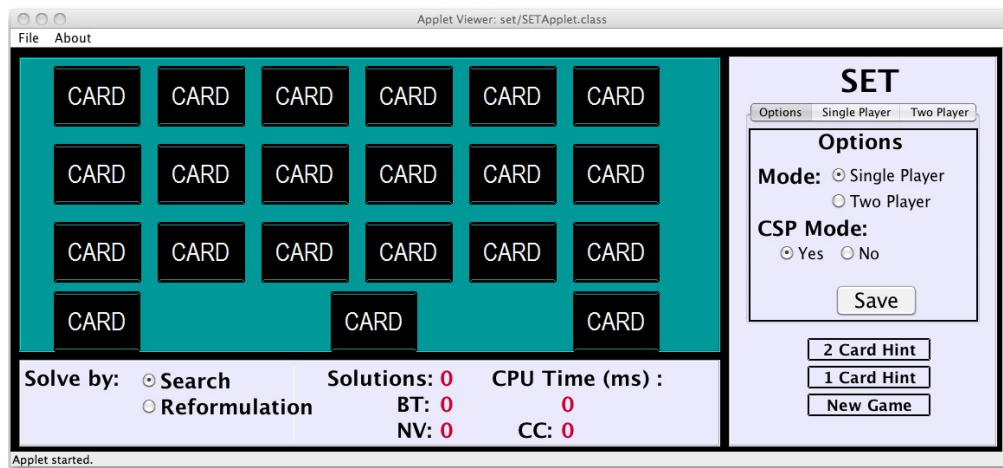 Applet Viewer: set/SETApplet.class
File About
CARD CARD CARD CARD CARD CARD
CARD CARD CARD CARD CARD CARD
CARD CARD CARD CARD CARD CARD
CARD CARD CARD
Solve by: Search
Reformulation
Solutions: 0
BT: 0
NV: 0
CPU Time (ms) :
0
CC: 0
SET
Options Single Player Two Player
Options
Mode: Single Player
Two Player
CSP Mode:
Yes No
Save
2 Card Hint
1 Card Hint
New Game
Applet started.